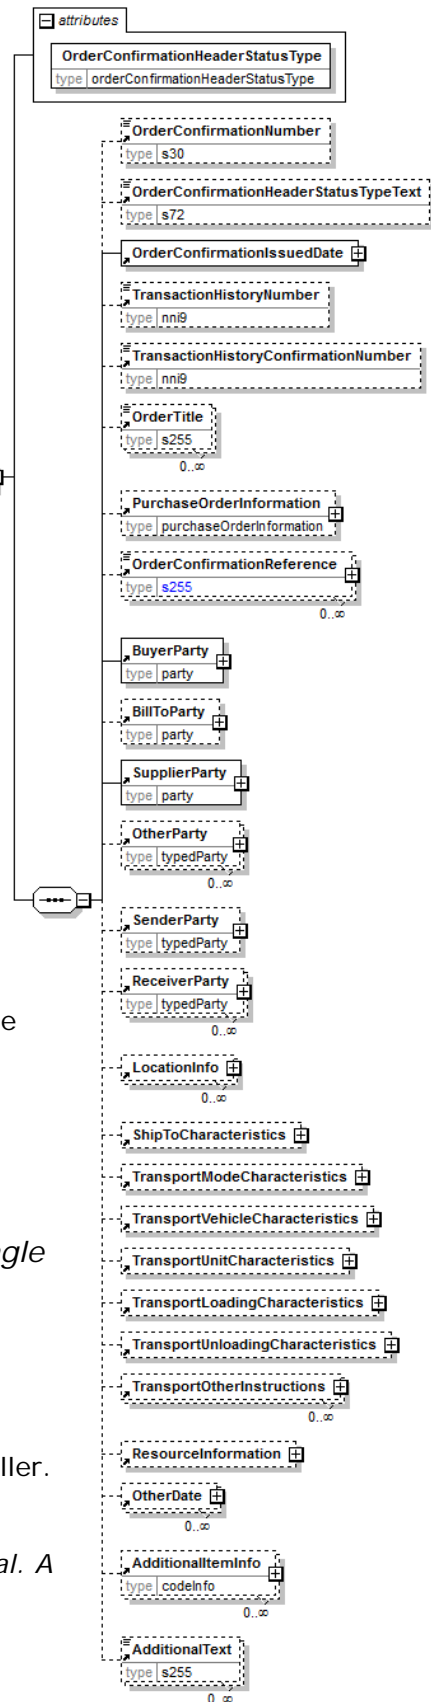 attributes
OrderConfirmationHeaderStatusType
type orderConfirmationHeaderStatusType
OrderConfirmationNumber
type s30
OrderConfirmationHeaderStatusTypeText
type s72
OrderConfirmationIssuedDate
TransactionHistoryNumber
type nni9
TransactionHistoryConfirmationNumber
type nni9
OrderTitle
type s255
0..∞
PurchaseOrderInformation
type purchaseOrderInformation
OrderConfirmationReference
type s255
0..∞
BuyerParty
type party
BillToParty
type party
SupplierParty
type party
OtherParty
type typedParty
0..∞
SenderParty
type typedParty
ReceiverParty
type typedParty
e
0..∞
LocationInfo
0..∞
ShipToCharacteristics
TransportModeCharacteristics
TransportVehicleCharacteristics
ngle
TransportUnitCharacteristics
TransportLoadingCharacteristics
TransportUnloadingCharacteristics
TransportOtherInstructions
0..∞
ResourceInformation
ller.
OtherDate
0..∞
AdditionalItemInfo
al. A
type codeInfo
0..∞
AdditionalText
type s255
0..∞